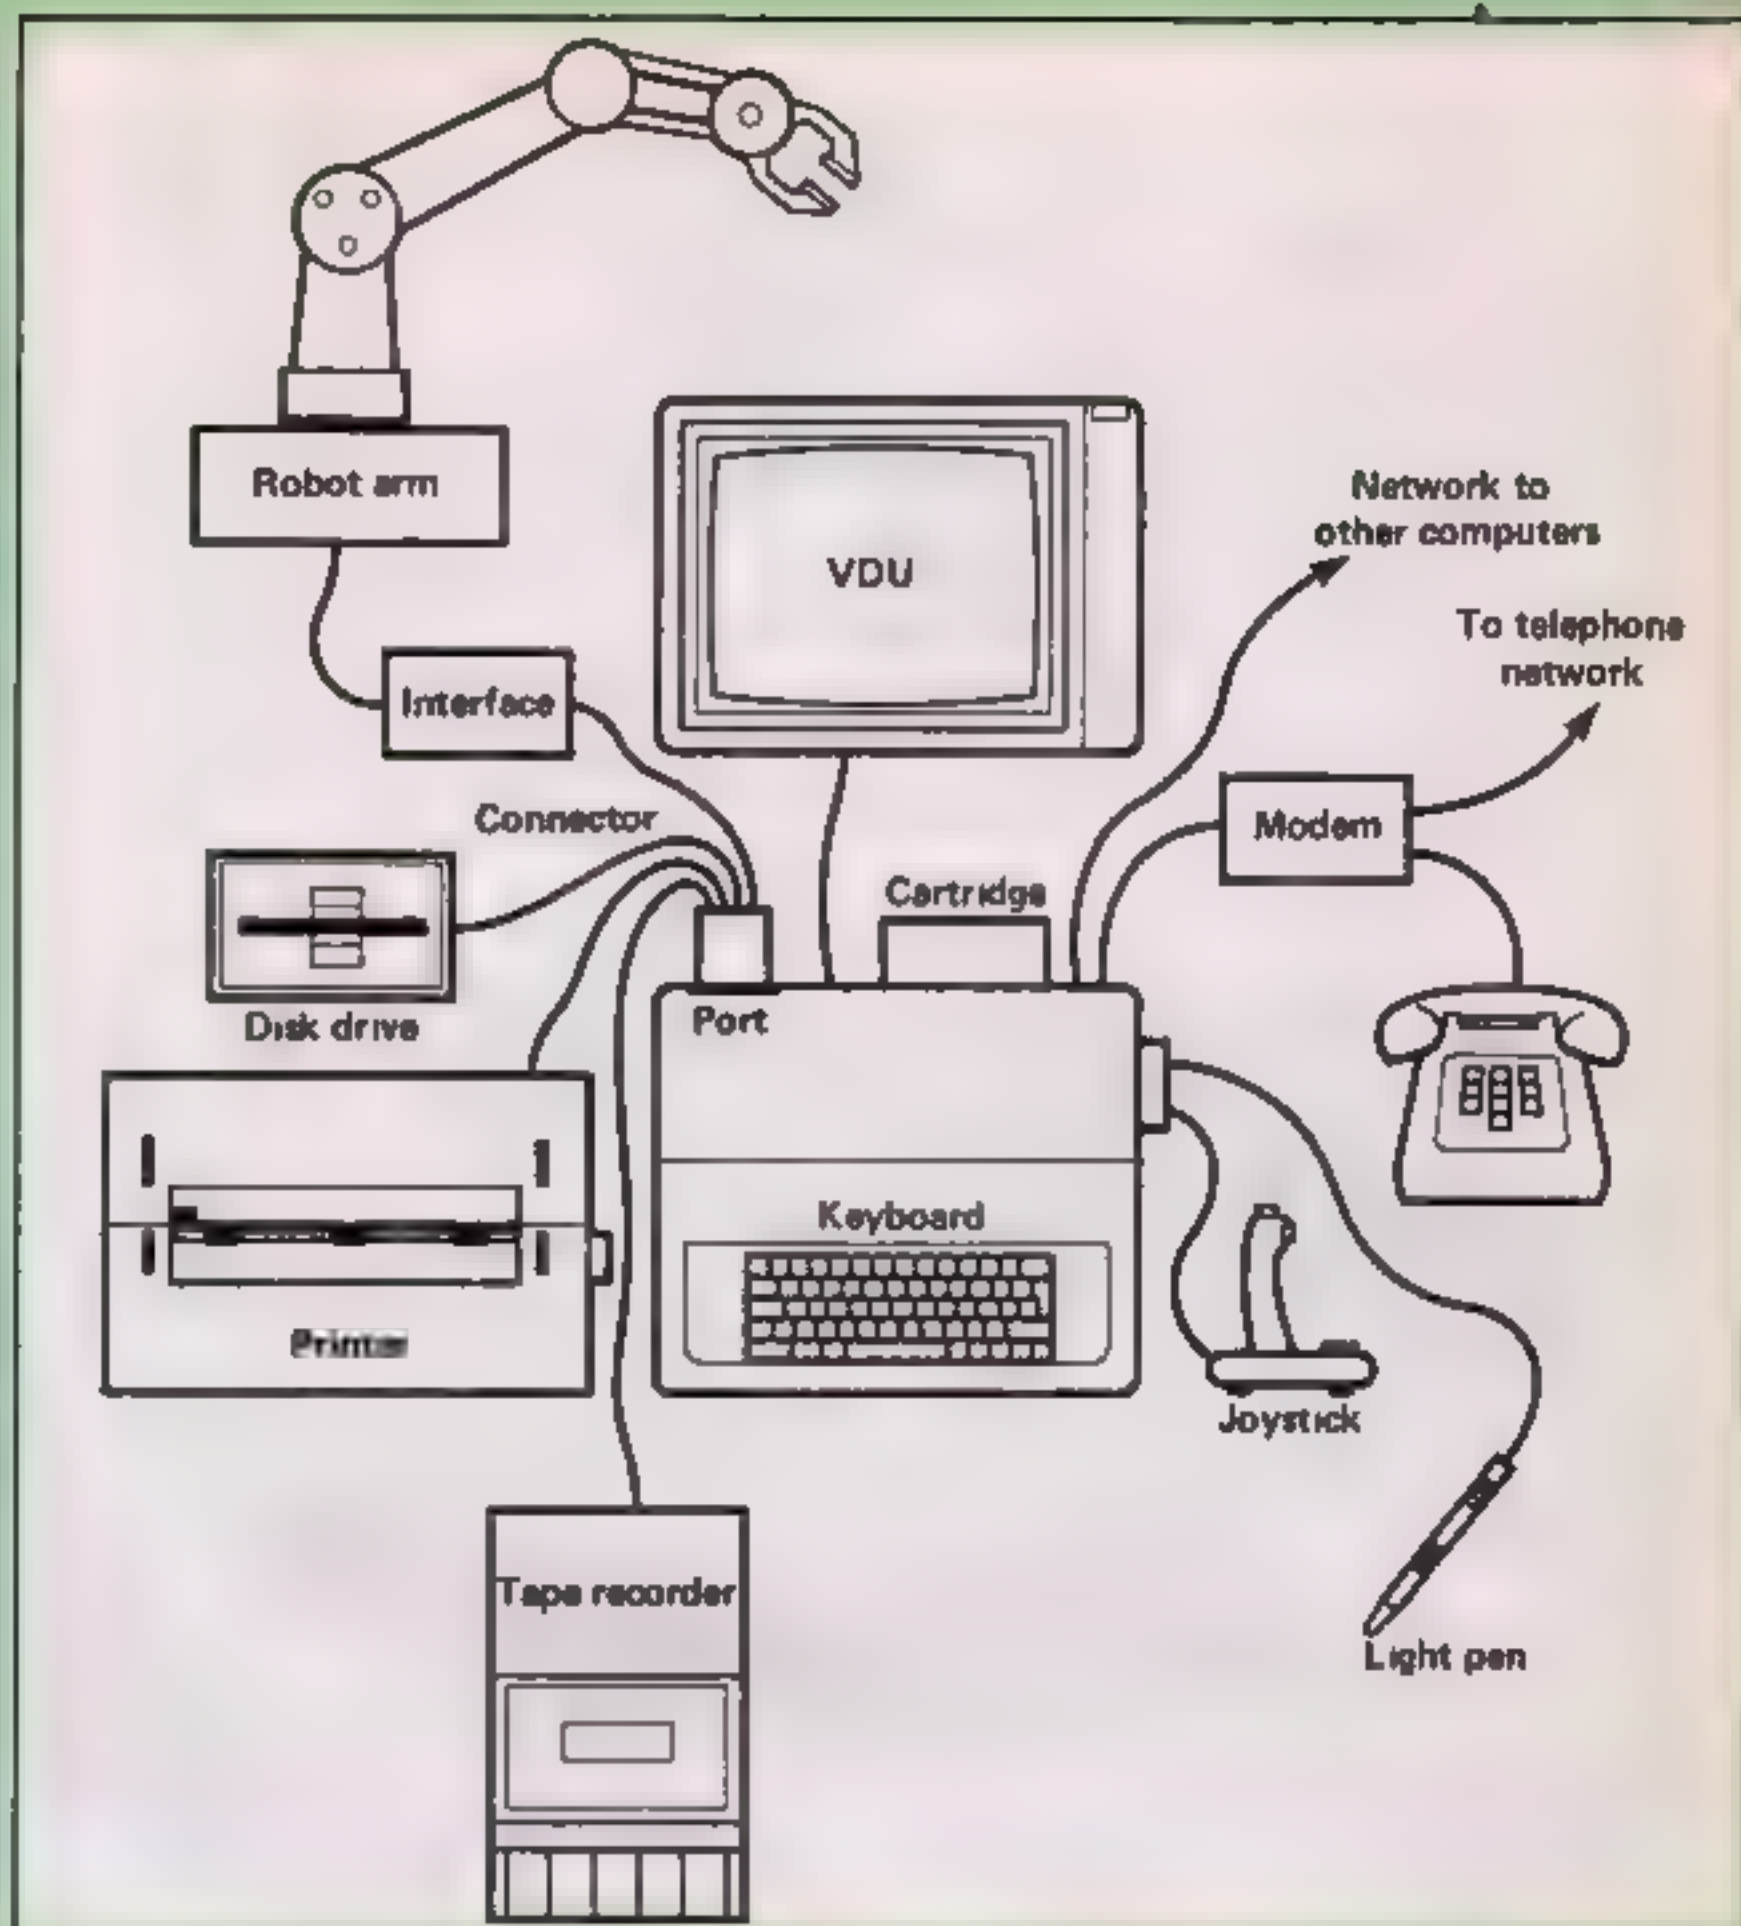 Robot arm
VDU
Network to
other computers
To telephone
network
Interface
Connector
Modem
Cartridge
Disk drive
Port
Keyboard
Printer
Joystick
Tape recorder
Light pen